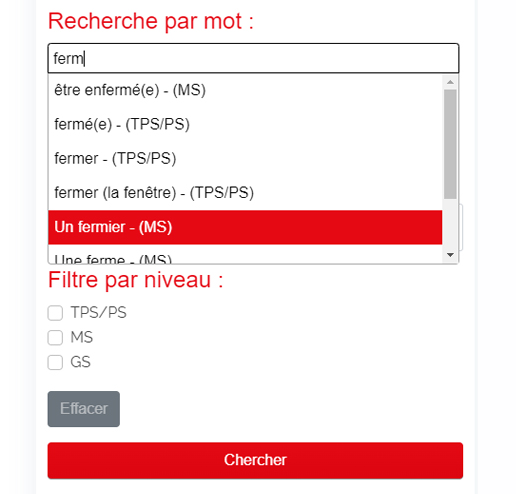 Recherche par mot :
ferm
être enfermé(e) - (MS)
fermé(e) - (TPS/PS)
fermer - (TPS/PS)
fermer (la fenêtre) - (TPS/PS)
Un fermier - (MS)
Une ferme - (MS)
Filtre par niveau :
TPS/PS
MS
GS
Effacer
Chercher